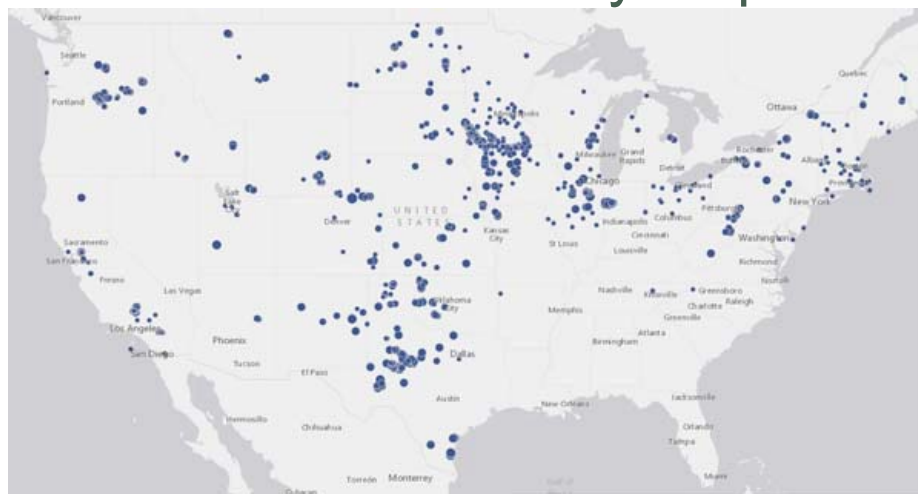 Vancouver
Seattle
Portland
Quebec
Ottawa
Minneapolis
Milwaukee
Grand
Rapids
Rochester
Albany
Detroit
Chicago
Cleveland
Providence
New York
Salt
Lake
City
Denver
UNITED
STATES
Kansas
City
Indianapolis
Columbus
Pittsburgh
Cincinnati
Washington
St Louis
Louisville
Richmond
Norfolk
Sacramento
San Francisco
Fresno
Las Vegas
Nashville
Knoxville
Greensboro
Raleigh
Charlotte
Greenville
Oklahoma
City
Memphis
Los Angeles
Phoenix
Atlanta
Birmingham
San Diego
Tucson
El Paso
Dallas
Austin
Jacksonville
New Orleans
Hermosillo
Chihuahua
Orlando
Tampa
Torreón
Monterrey
Miami
Culiacan